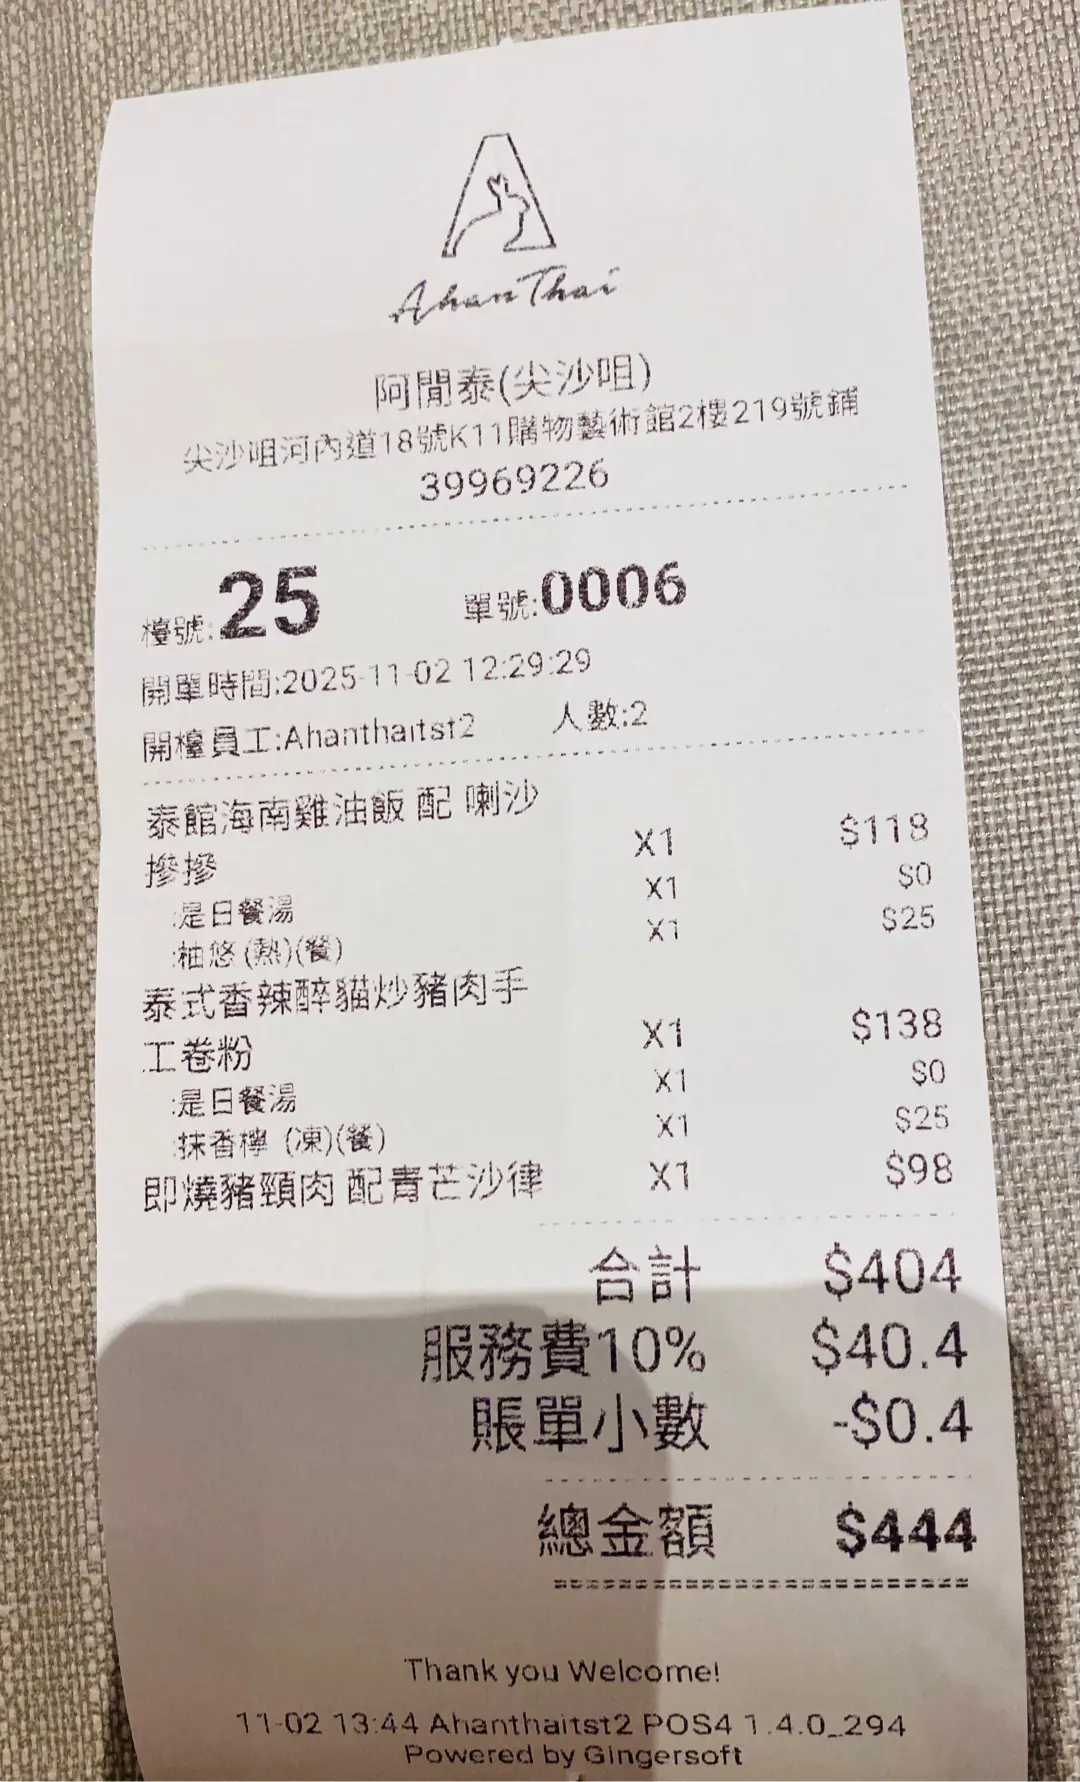 Ahan Thai
阿閒泰(尖沙咀)
尖沙咀河內道18號K11購物藝術館2樓219號鋪
39969226
檯號:25 單號:0006
開單時間:2025-11-02 12:29:29
開檯員工:Ahanthaitst2 人數:2
泰館海南雞油飯 配 喇沙
摻摻 X1 $118
:是日餐湯 X1 $0
:柚悠 (熱)(餐) X1 $25
泰式香辣醉貓炒豬肉手
工卷粉 X1 $138
:是日餐湯 X1 $0
:抹香檸 (凍)(餐) X1 $25
即燒豬頸肉 配青芒沙律 X1 $98
合計 $404
服務費10% $40.4
賬單小數 -$0.4
總金額 $444
Thank you Welcome!
11-02 13:44 Ahanthaitst2 POS4 1.4.0_294
Powered by Gingersoft